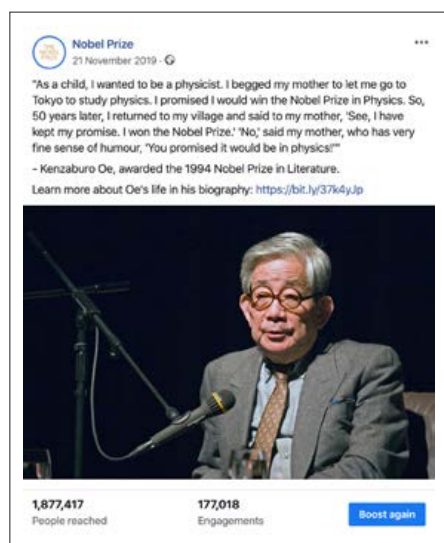 THE NOBEL PRIZE
Nobel Prize
21 November 2019 ·
"As a child, I wanted to be a physicist. I begged my mother to let me go to
Tokyo to study physics. I promised I would win the Nobel Prize in Physics. So,
50 years later, I returned to my village and said to my mother, 'See, I have
kept my promise. I won the Nobel Prize.' 'No,' said my mother, who has very
fine sense of humour, 'You promised it would be in physics!'"
– Kenzaburo Oe, awarded the 1994 Nobel Prize in Literature.
Learn more about Oe's life in his biography: https://bit.ly/37k4yJp
1,877,417
People reached
177,018
Engagements
Boost again